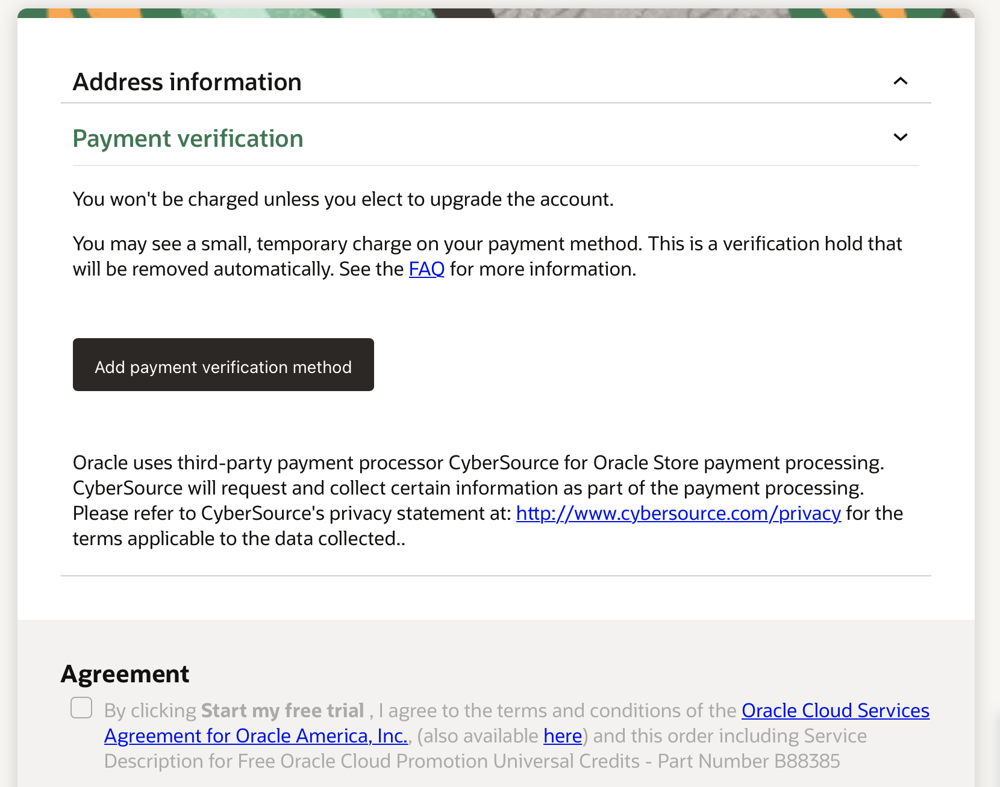 Address information
Payment verification
You won't be charged unless you elect to upgrade the account.
You may see a small, temporary charge on your payment method. This is a verification hold that
will be removed automatically. See the FAQ for more information.
Add payment verification method
Oracle uses third-party payment processor CyberSource for Oracle Store payment processing.
CyberSource will request and collect certain information as part of the payment processing.
Please refer to CyberSource's privacy statement at: http://www.cybersource.com/privacy for the
terms applicable to the data collected..
Agreement
By clicking Start my free trial , I agree to the terms and conditions of the Oracle Cloud Services
Agreement for Oracle America, Inc., (also available here) and this order including Service
Description for Free Oracle Cloud Promotion Universal Credits - Part Number B88385